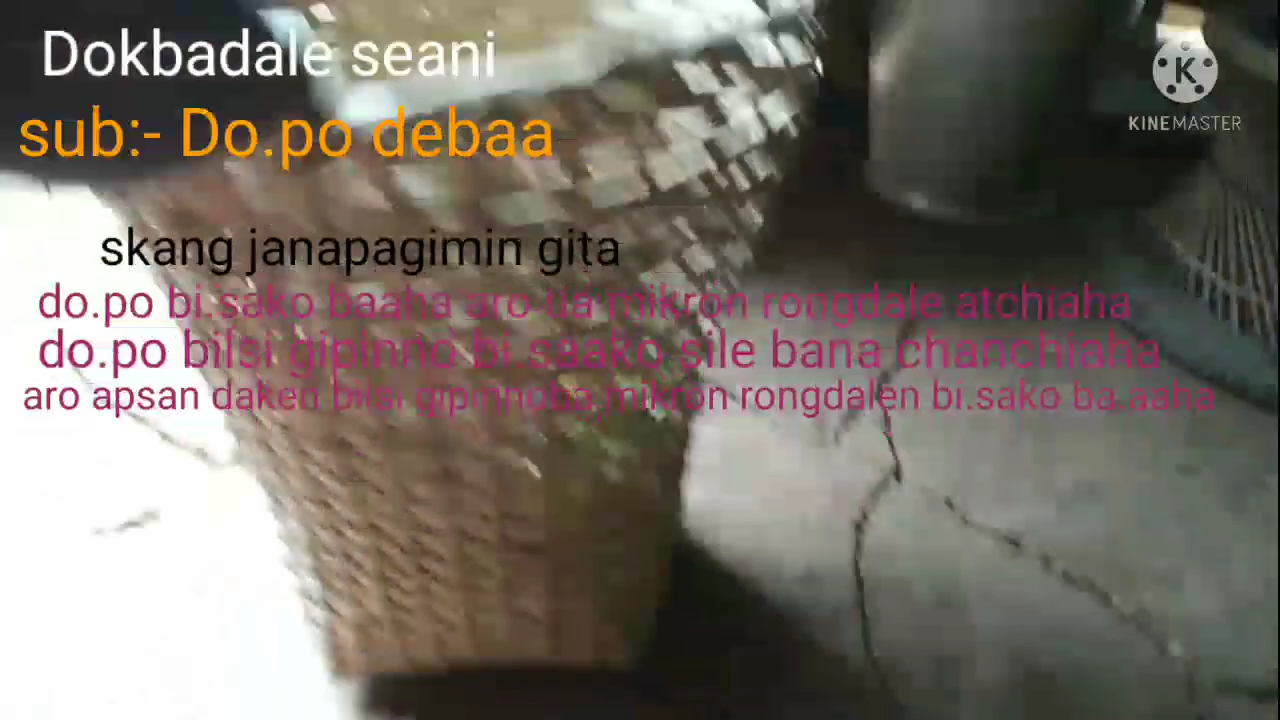 Dokbadale seani
sub:- Do.po debaa
KINEMASTER
skang janapagimin gita
do.po bi.sako baaha aro ua mikron rongdale atchiaha
do.po bilsi gipinno bi.saako sile bana chanchiaha
aro apsan daken bilsi gipinnoba mikron rongdalen bi.sako ba.aaha